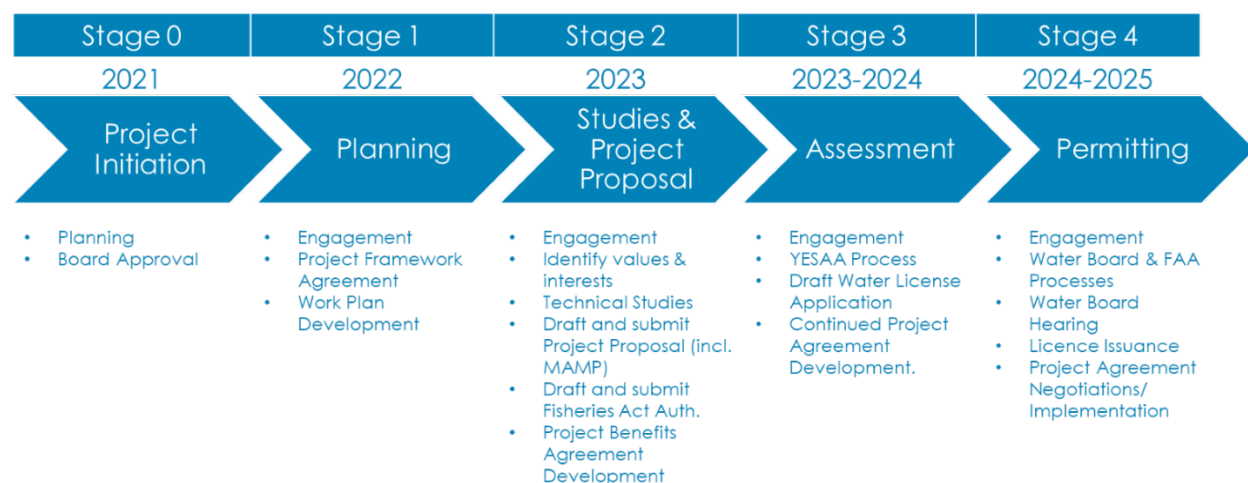 Stage 0
Stage 1
Stage 2
Stage 3
Stage 4
2021
2022
2023
2023-2024
2024-2025
Project
Initiation
Planning
Studies &
Project
Proposal
Assessment
Permitting
• Planning
• Board Approval
• Engagement
• Project Framework
Agreement
• Work Plan
Development
• Engagement
• Identify values &
interests
• Technical Studies
• Draft and submit
Project Proposal (incl.
MAMP)
• Draft and submit
Fisheries Act Auth.
• Project Benefits
Agreement
Development
• Engagement
• YESAA Process
• Draft Water License
Application
• Continued Project
Agreement
Development.
• Engagement
• Water Board & FAA
Processes
• Water Board
Hearing
• Licence Issuance
• Project Agreement
Negotiations/
Implementation